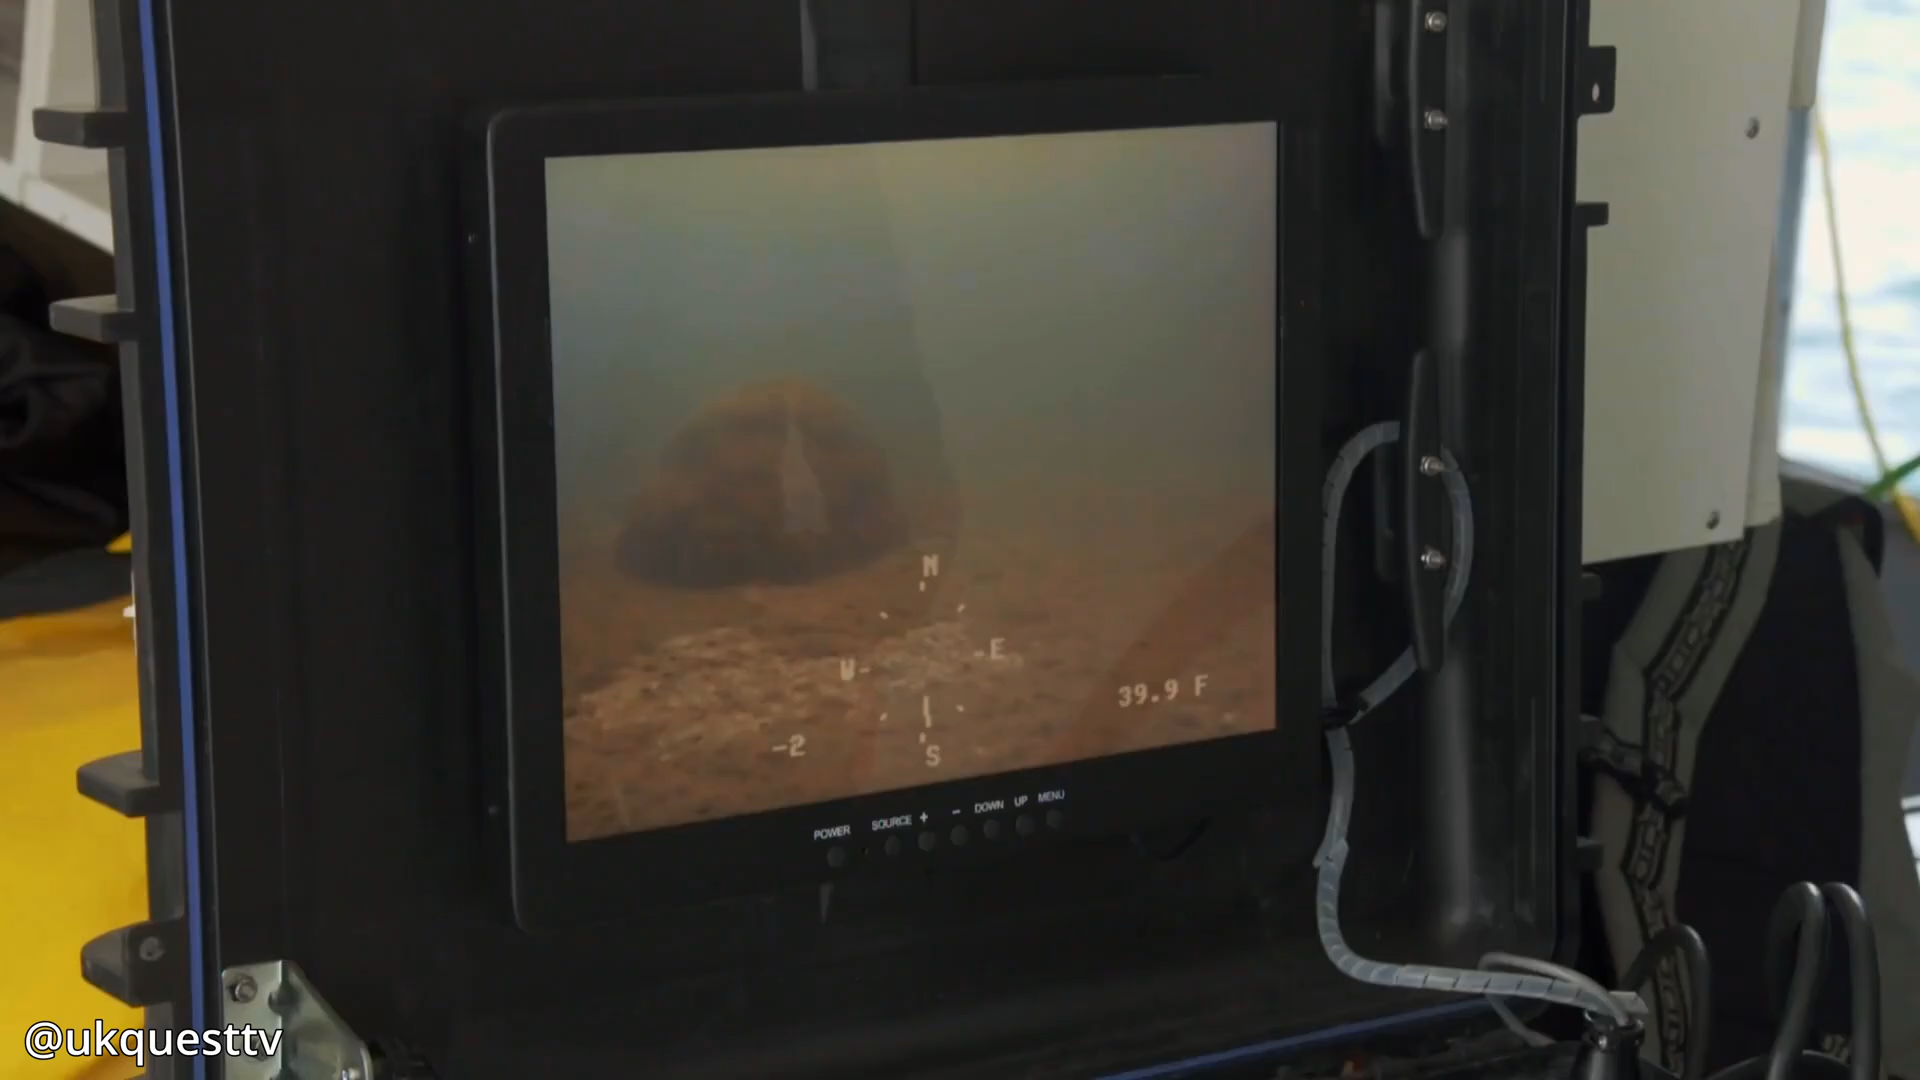 N
W-
-E
39.9 F
-2
S
POWER SOURCE + - DOWN UP MENU
@ukquesttv